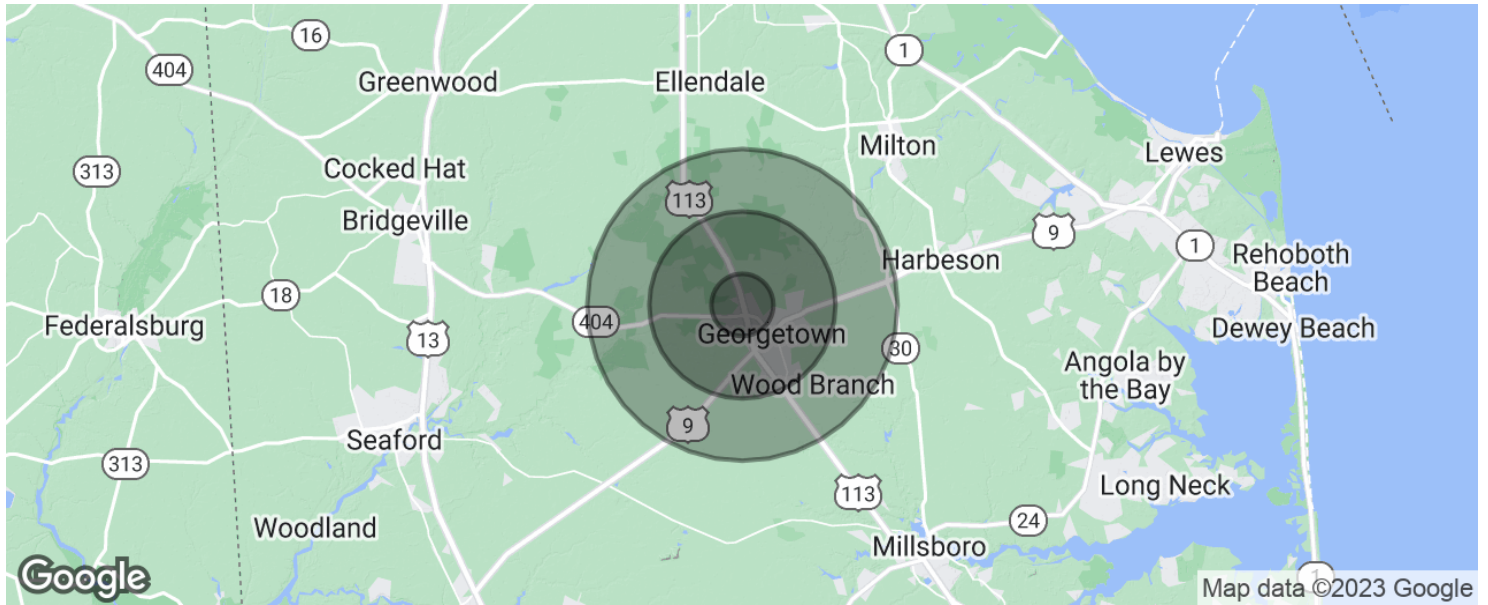 16
404
Greenwood
Ellendale
1
Milton
Lewes
313
Cocked Hat
113
Bridgeville
9
1
Harbeson
Rehoboth
Beach
18
404
Federalsburg
13
Georgetown
Dewey Beach
30
Angola by
the Bay
Wood Branch
9
Seaford
313
113
Long Neck
24
Woodland
Millsboro
1
Google
Map data ©2023 Google